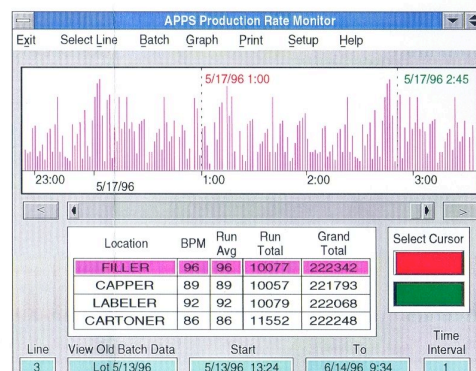 APPS Production Rate Monitor
Exit Select Line Batch Graph Print Setup Help
5/17/96 1:00 5/17/96 2:45
23:00 1:00 2:00 3:00
5/17/96
< >
Location BPM Run Avg Run Total Grand Total
Select Cursor
FILLER 96 96 10077 222342
CAPPER 89 89 10057 221793
LABELER 92 92 10079 222068
CARTONER 86 86 11552 222248
Line View Old Batch Data Start To Time Interval
3 Lot 5/13/96 5/13/96 13:24 6/14/96 9:34 1